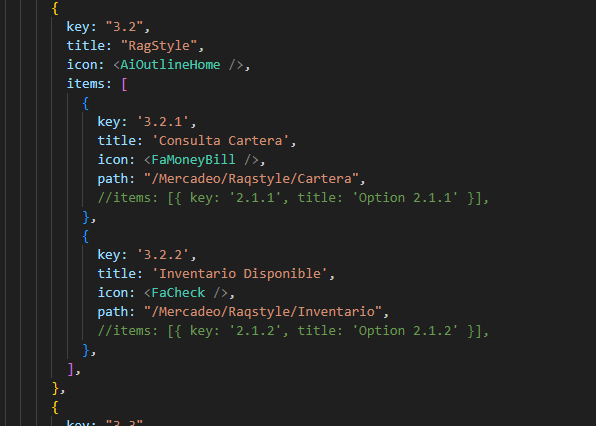 {
key: "3.2",
title: "RagStyle",
icon: <AiOutlineHome />,
items: [
{
key: '3.2.1',
title: 'Consulta Cartera',
icon: <FaMoneyBill />,
path: "/Mercadeo/Raqstyle/Cartera",
//items: [{ key: '2.1.1', title: 'Option 2.1.1' }],
},
{
key: '3.2.2',
title: 'Inventario Disponible',
icon: <FaCheck />,
path: "/Mercadeo/Raqstyle/Inventario",
//items: [{ key: '2.1.2', title: 'Option 2.1.2' }],
},
],
},
{
key: "3.3"